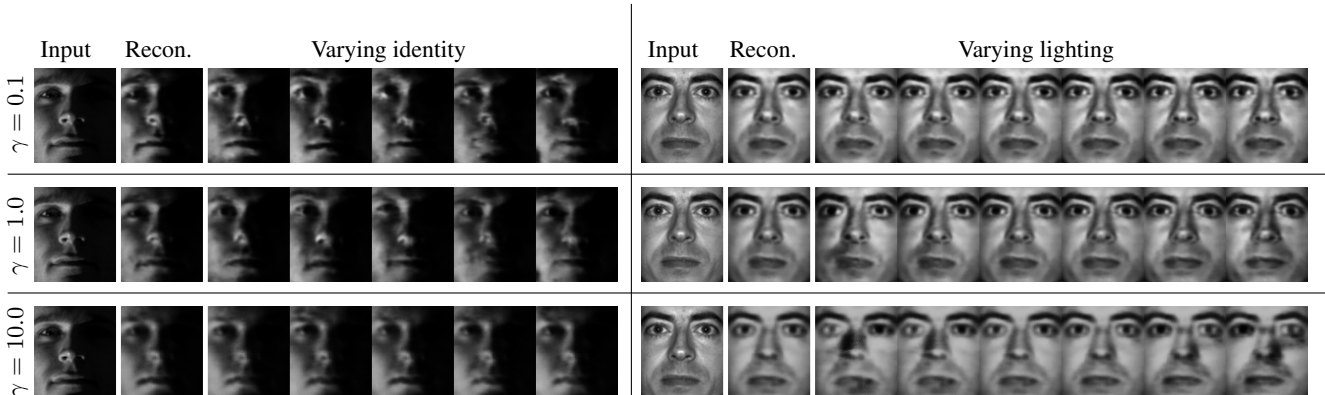 Input Recon. Varying identity Input Recon. Varying lighting
γ = 0.1
γ = 1.0
γ = 10.0